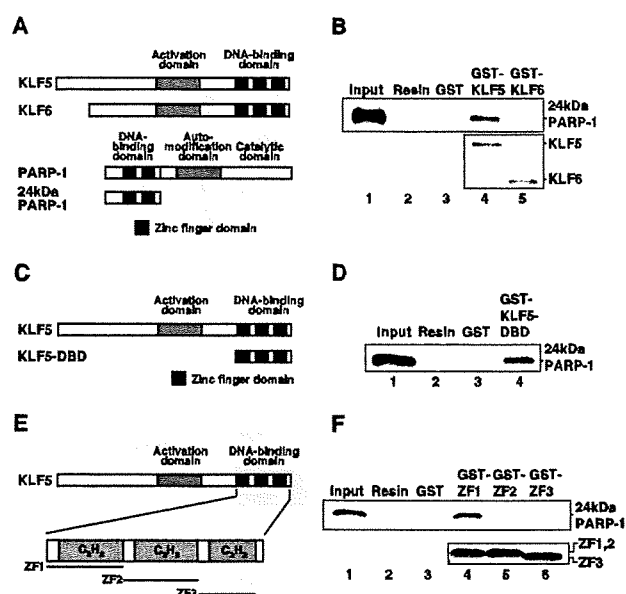 A
Activation domain
DNA-binding domain
KLF5
KLF6
DNA-binding domain
Auto-modification domain
Catalytic domain
PARP-1
24kDa PARP-1
Zinc finger domain
B
Input Resin GST GST-KLF5 GST-KLF6
24kDa PARP-1
KLF5
KLF6
1 2 3 4 5
C
Activation domain
DNA-binding domain
KLF5
KLF5-DBD
Zinc finger domain
D
Input Resin GST GST-KLF5-DBD
24kDa PARP-1
1 2 3 4
E
Activation domain
DNA-binding domain
KLF5
C2H2 C2H2 C2H2
ZF1
ZF2
ZF3
F
Input Resin GST GST-ZF1 GST-ZF2 GST-ZF3
24kDa PARP-1
ZF1,2
ZF3
1 2 3 4 5 6